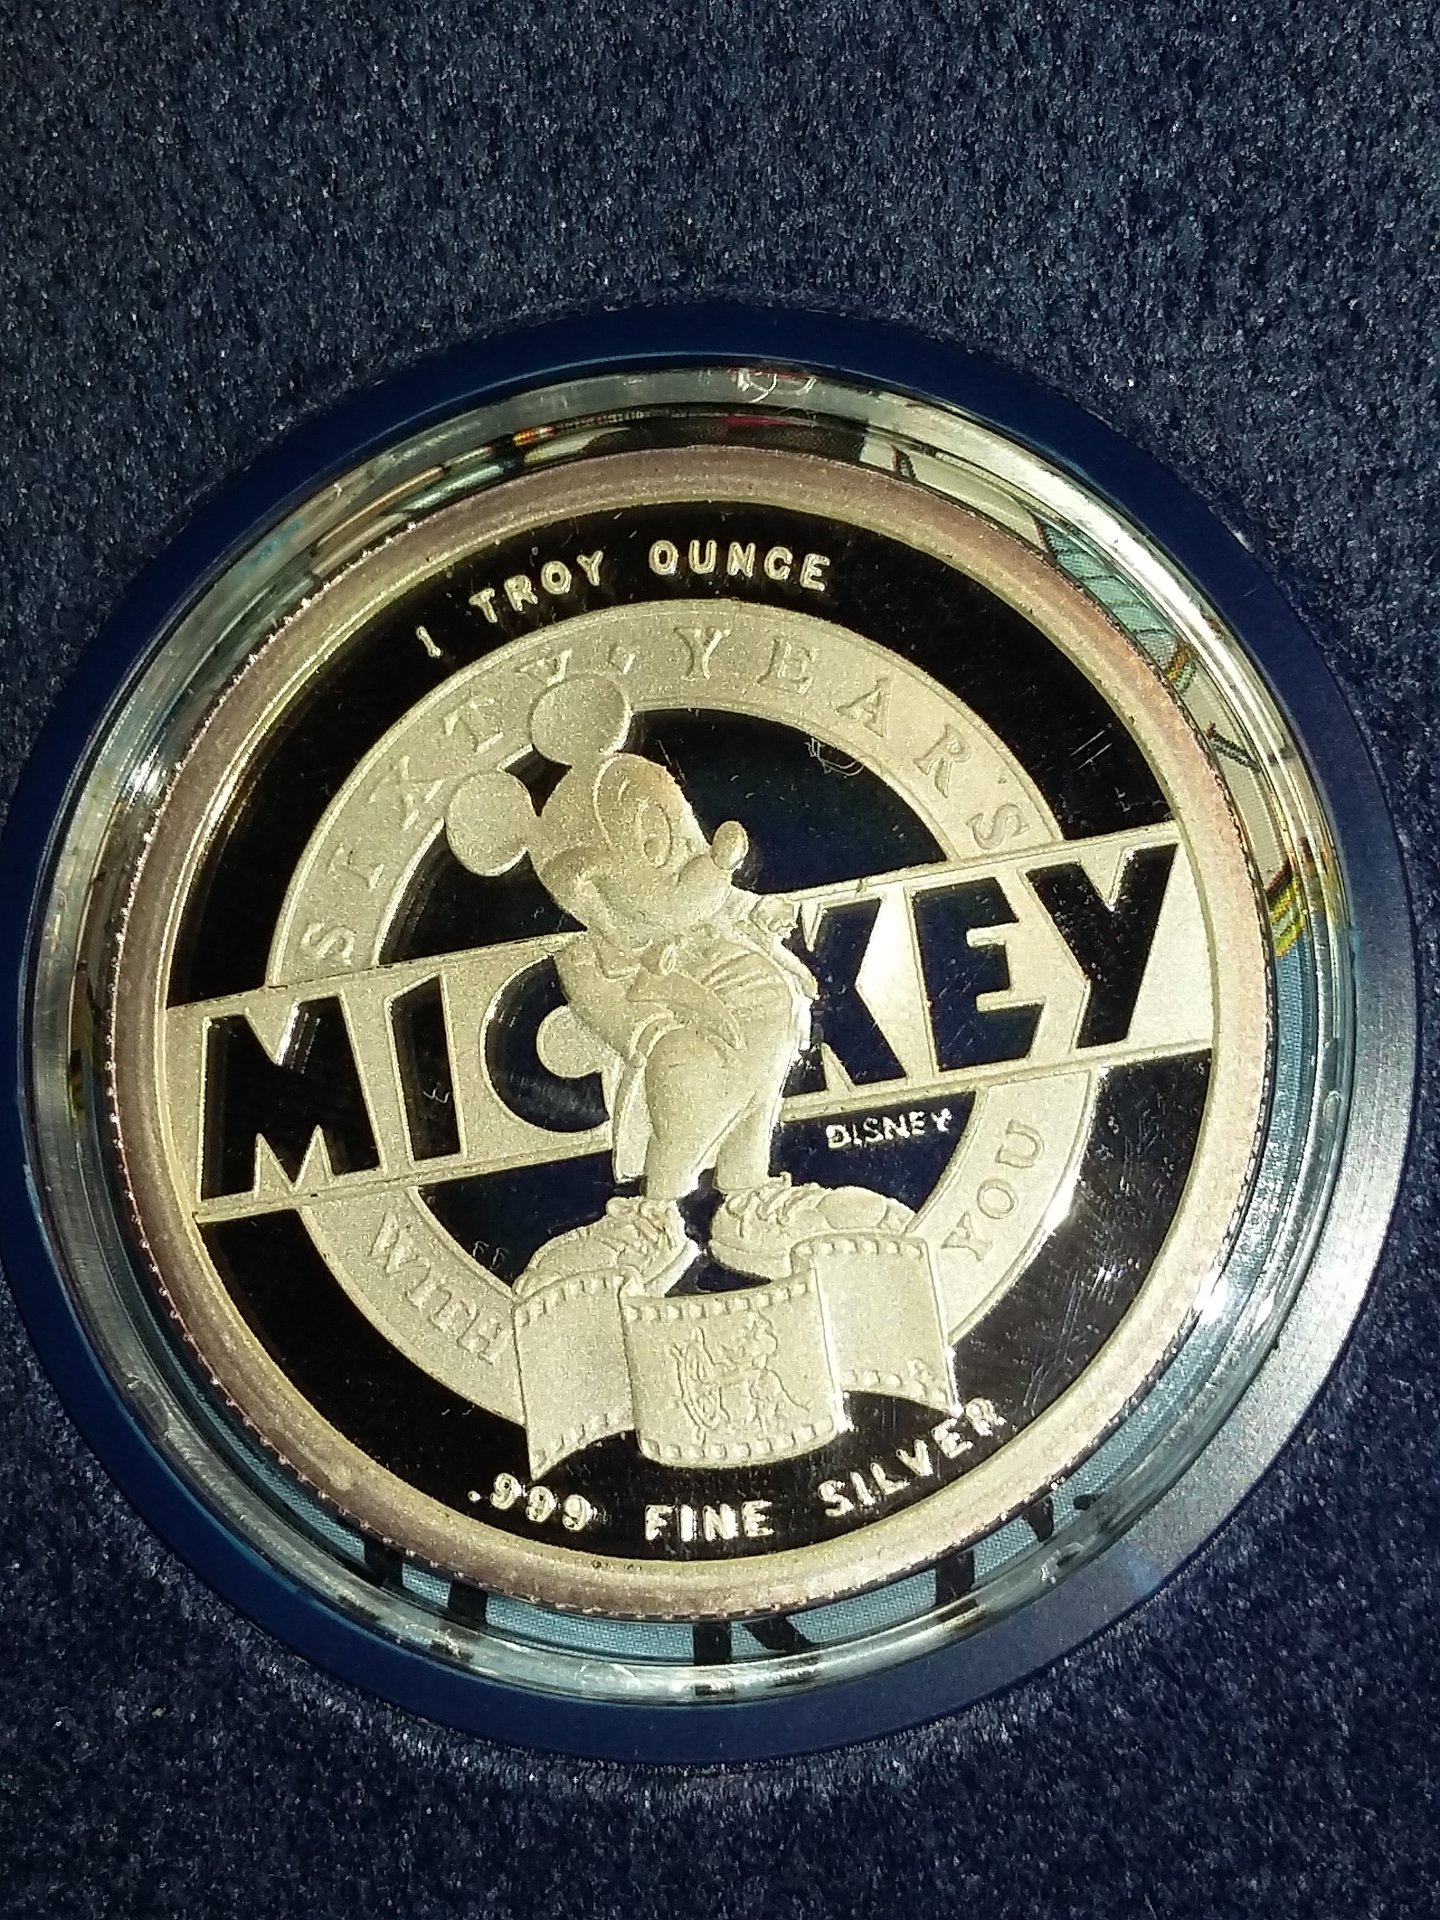 1 TROY OUNCE
SIXTY · YEARS
MICKEY
DISNEY
WITH YOU
.999 FINE SILVER